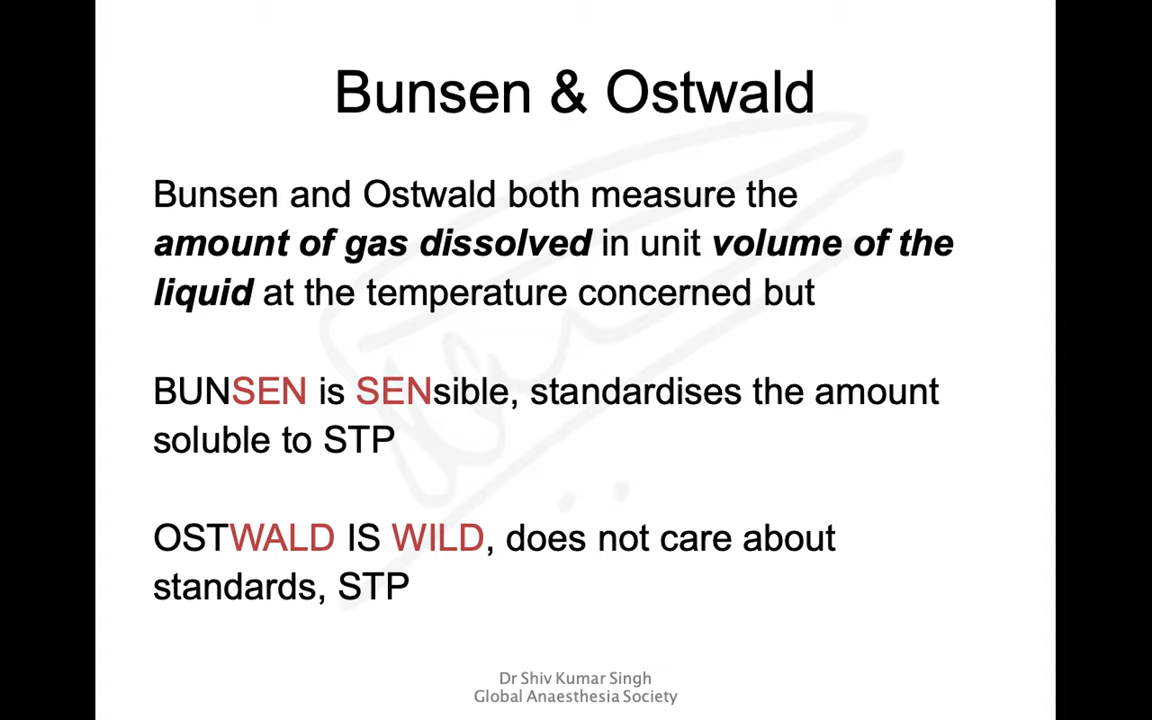 Bunsen & Ostwald
Bunsen and Ostwald both measure the
amount of gas dissolved in unit volume of the
liquid at the temperature concerned but
BUNSEN is SENsible, standardises the amount
soluble to STP
OSTWALD IS WILD, does not care about
standards, STP
Dr Shiv Kumar Singh
Global Anaesthesia Society